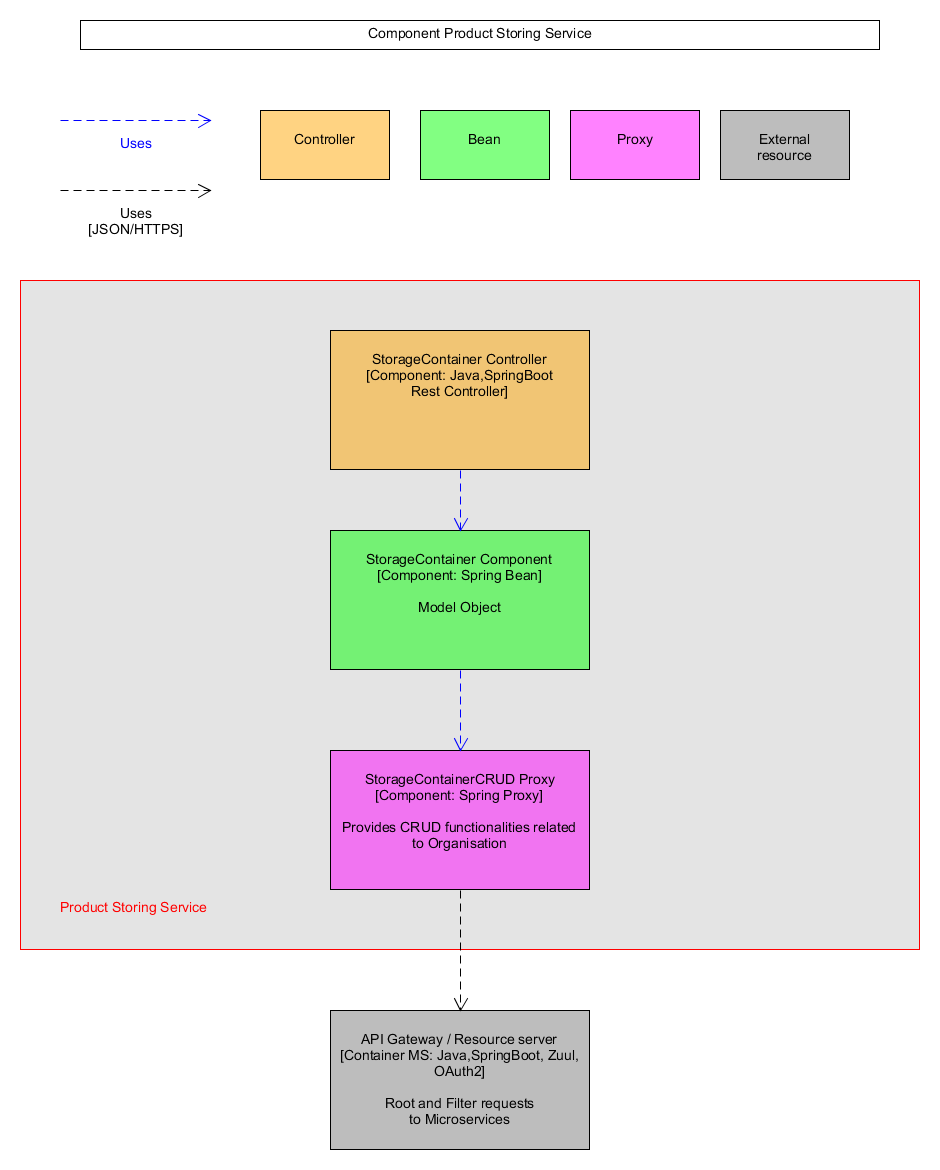 Component Product Storing Service
Uses
Uses
[JSON/HTTPS]
Controller
Bean
Proxy
External
resource
StorageContainer Controller
[Component: Java,SpringBoot
Rest Controller]
StorageContainer Component
[Component: Spring Bean]
Model Object
StorageContainerCRUD Proxy
[Component: Spring Proxy]
Provides CRUD functionalities related
to Organisation
Product Storing Service
API Gateway / Resource server
[Container MS: Java,SpringBoot, Zuul,
OAuth2]
Root and Filter requests
to Microservices